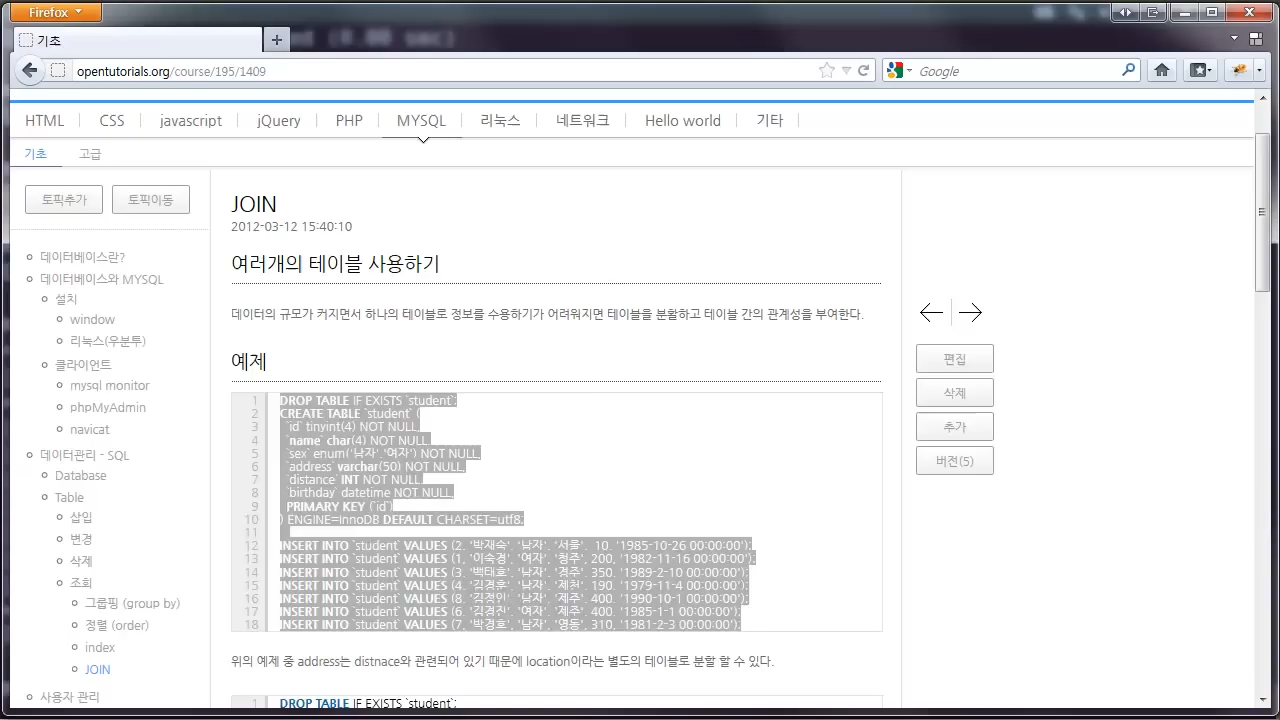 Firefox
기초
opentutorials.org/course/195/1409
Google
HTML CSS javascript jQuery PHP MYSQL 리눅스 네트워크 Hello world 기타
기초 고급
토픽추가 토픽이동
데이터베이스란?
데이터베이스와 MYSQL
설치
window
리눅스(우분투)
클라이언트
mysql monitor
phpMyAdmin
navicat
데이터관리 - SQL
Database
Table
삽입
변경
삭제
조회
그룹핑 (group by)
정렬 (order)
index
JOIN
사용자 관리
JOIN
2012-03-12 15:40:10
여러개의 테이블 사용하기
데이터의 규모가 커지면서 하나의 테이블로 정보를 수용하기가 어려워지면 테이블을 분활하고 테이블 간의 관계성을 부여한다.
예제
1 DROP TABLE IF EXISTS `student`;
2 CREATE TABLE `student` (
3 `id` tinyint(4) NOT NULL,
4 `name` char(4) NOT NULL,
5 `sex` enum('남자','여자') NOT NULL,
6 `address` varchar(50) NOT NULL,
7 `distance` INT NOT NULL,
8 `birthday` datetime NOT NULL,
9 PRIMARY KEY (`id`)
10 ) ENGINE=InnoDB DEFAULT CHARSET=utf8;
11
12 INSERT INTO `student` VALUES (2, '박재숙', '남자', '서울', 10, '1985-10-26 00:00:00');
13 INSERT INTO `student` VALUES (1, '이숙경', '여자', '청주', 200, '1982-11-16 00:00:00');
14 INSERT INTO `student` VALUES (3, '백태호', '남자', '경주', 350, '1989-2-10 00:00:00');
15 INSERT INTO `student` VALUES (4, '김경훈', '남자', '제천', 190, '1979-11-4 00:00:00');
16 INSERT INTO `student` VALUES (8, '김정인', '남자', '제주', 400, '1990-10-1 00:00:00');
17 INSERT INTO `student` VALUES (6, '김경진', '여자', '제주', 400, '1985-1-1 00:00:00');
18 INSERT INTO `student` VALUES (7, '박경호', '남자', '영동', 310, '1981-2-3 00:00:00');
위의 예제 중 address는 distnace와 관련되어 있기 때문에 location이라는 별도의 테이블로 분할 할 수 있다.
1 DROP TABLE IF EXISTS `student`;
편집
삭제
추가
버전(5)